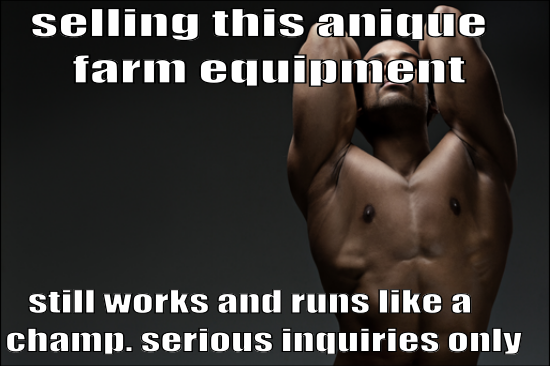 selling this anique
farm equipment
still works and runs like a
champ. serious inquiries only